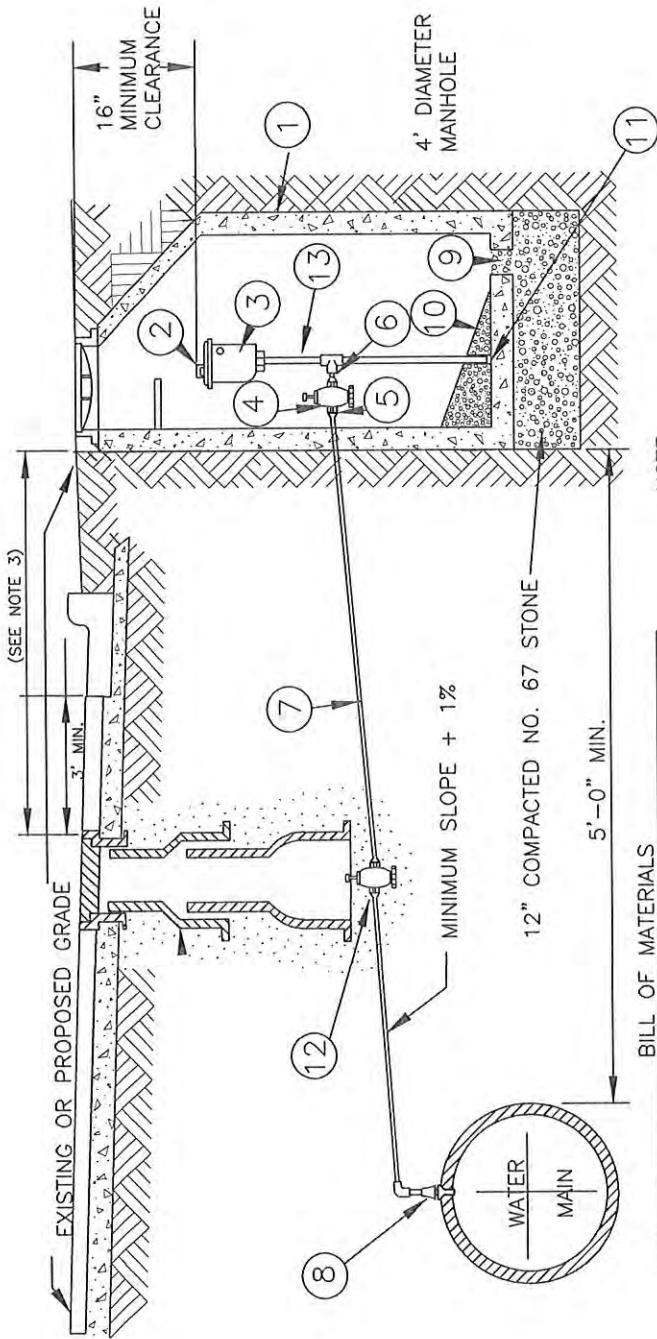 EXISTING OR PROPOSED GRADE
(SEE NOTE 3)
3' MIN.
16"
MINIMUM
CLEARANCE
1
2
3
13
4
5
6
4' DIAMETER
MANHOLE
9
10
11
7
12
MINIMUM SLOPE + 1%
12" COMPACTED NO. 67 STONE
5'-0" MIN.
8
WATER
MAIN
BILL OF MATERIALS